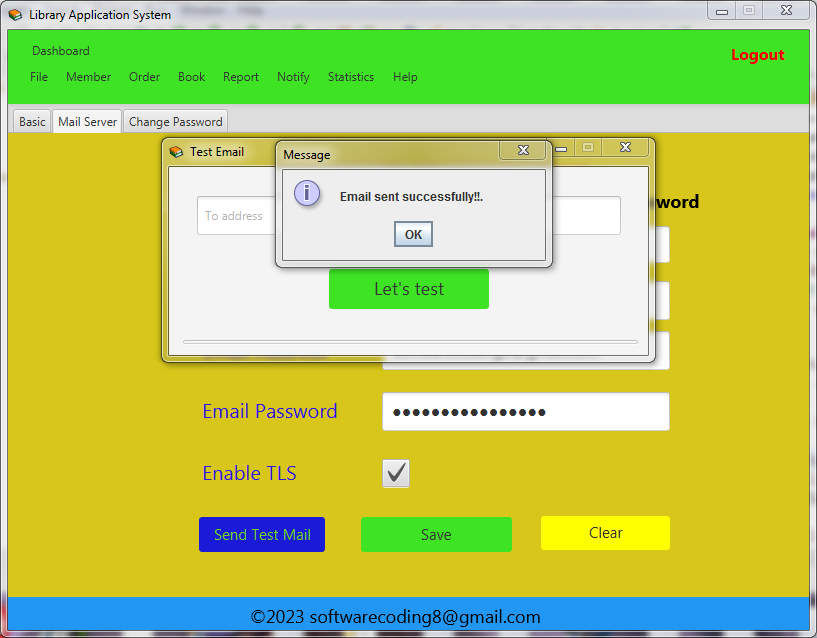 Library Application System
Dashboard
Logout
File Member Order Book Report Notify Statistics Help
Basic Mail Server Change Password
Test Email
Message
Email sent successfully!!.
To address
OK
Let's test
Email Password
Enable TLS
Send Test Mail Save Clear
©2023 softwarecoding8@gmail.com